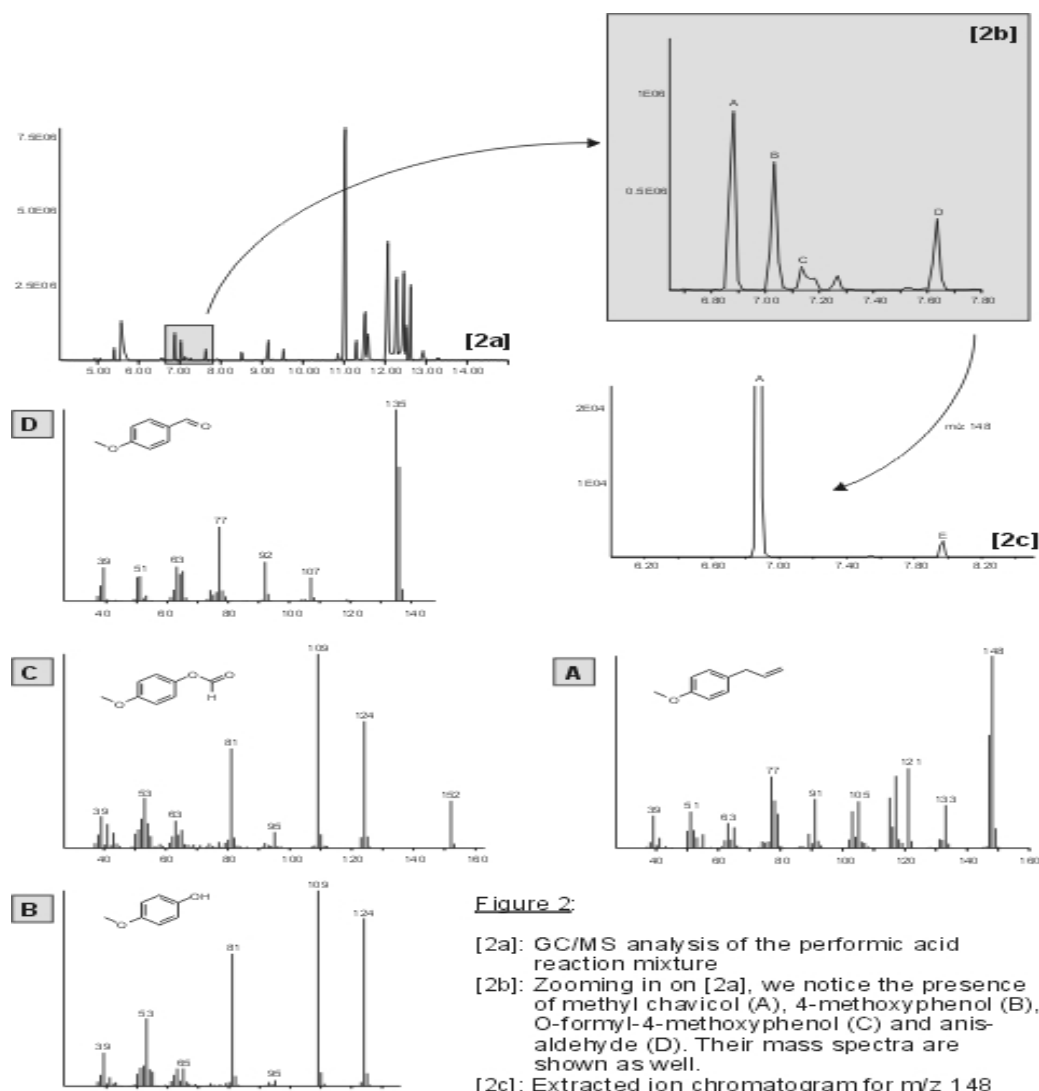 [2b]
1E06
A
B
0.5E06
D
C
6.80 7.00 7.20 7.40 7.60 7.80
7.5E06
5.0E06
2.5E06
[2a]
5.00 6.00 7.00 8.00 9.00 10.00 11.00 12.00 13.00 14.00
A
2E04
m/z 148
1E04
E
[2c]
6.20 6.60 7.00 7.40 7.80 8.20
D
O
O
135
77
39
51
63
92
107
40 60 80 100 120 140
C
O
O
O
H
109
124
81
53
39
63
95
152
40 60 80 100 120 140 160
A
O
148
121
77
91
105
133
39
51
63
40 60 80 100 120 140 160
B
OH
O
109
124
81
53
39
65
95
Figure 2:
[2a]: GC/MS analysis of the performic acid
reaction mixture
[2b]: Zooming in on [2a], we notice the presence
of methyl chavicol (A), 4-methoxyphenol (B),
O-formyl-4-methoxyphenol (C) and anis-
aldehyde (D). Their mass spectra are
shown as well.
[2c]: Extracted ion chromatogram for m/z 148